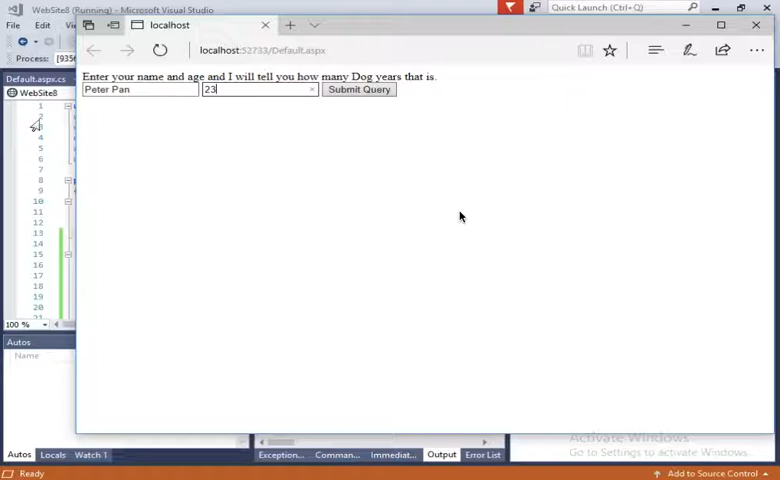 WebSite8 (Running) - Microsoft Visual Studio
Quick Launch (Ctrl+Q)
File Edit
localhost
localhost:52733/Default.aspx
Process:
Enter your name and age and I will tell you how many Dog years that is.
Peter Pan 23 × Submit Query
Default.aspx.cs
WebSite8
1
2
3
4
5
6
7
8
9
10
11
12
13
14
15
16
17
18
19
20
21
100 %
Autos
Name
Autos Locals Watch 1
Exception... Comman... Immediat... Output Error List
Activate Windows
Go to Settings to activate Windows.
Ready
Add to Source Control